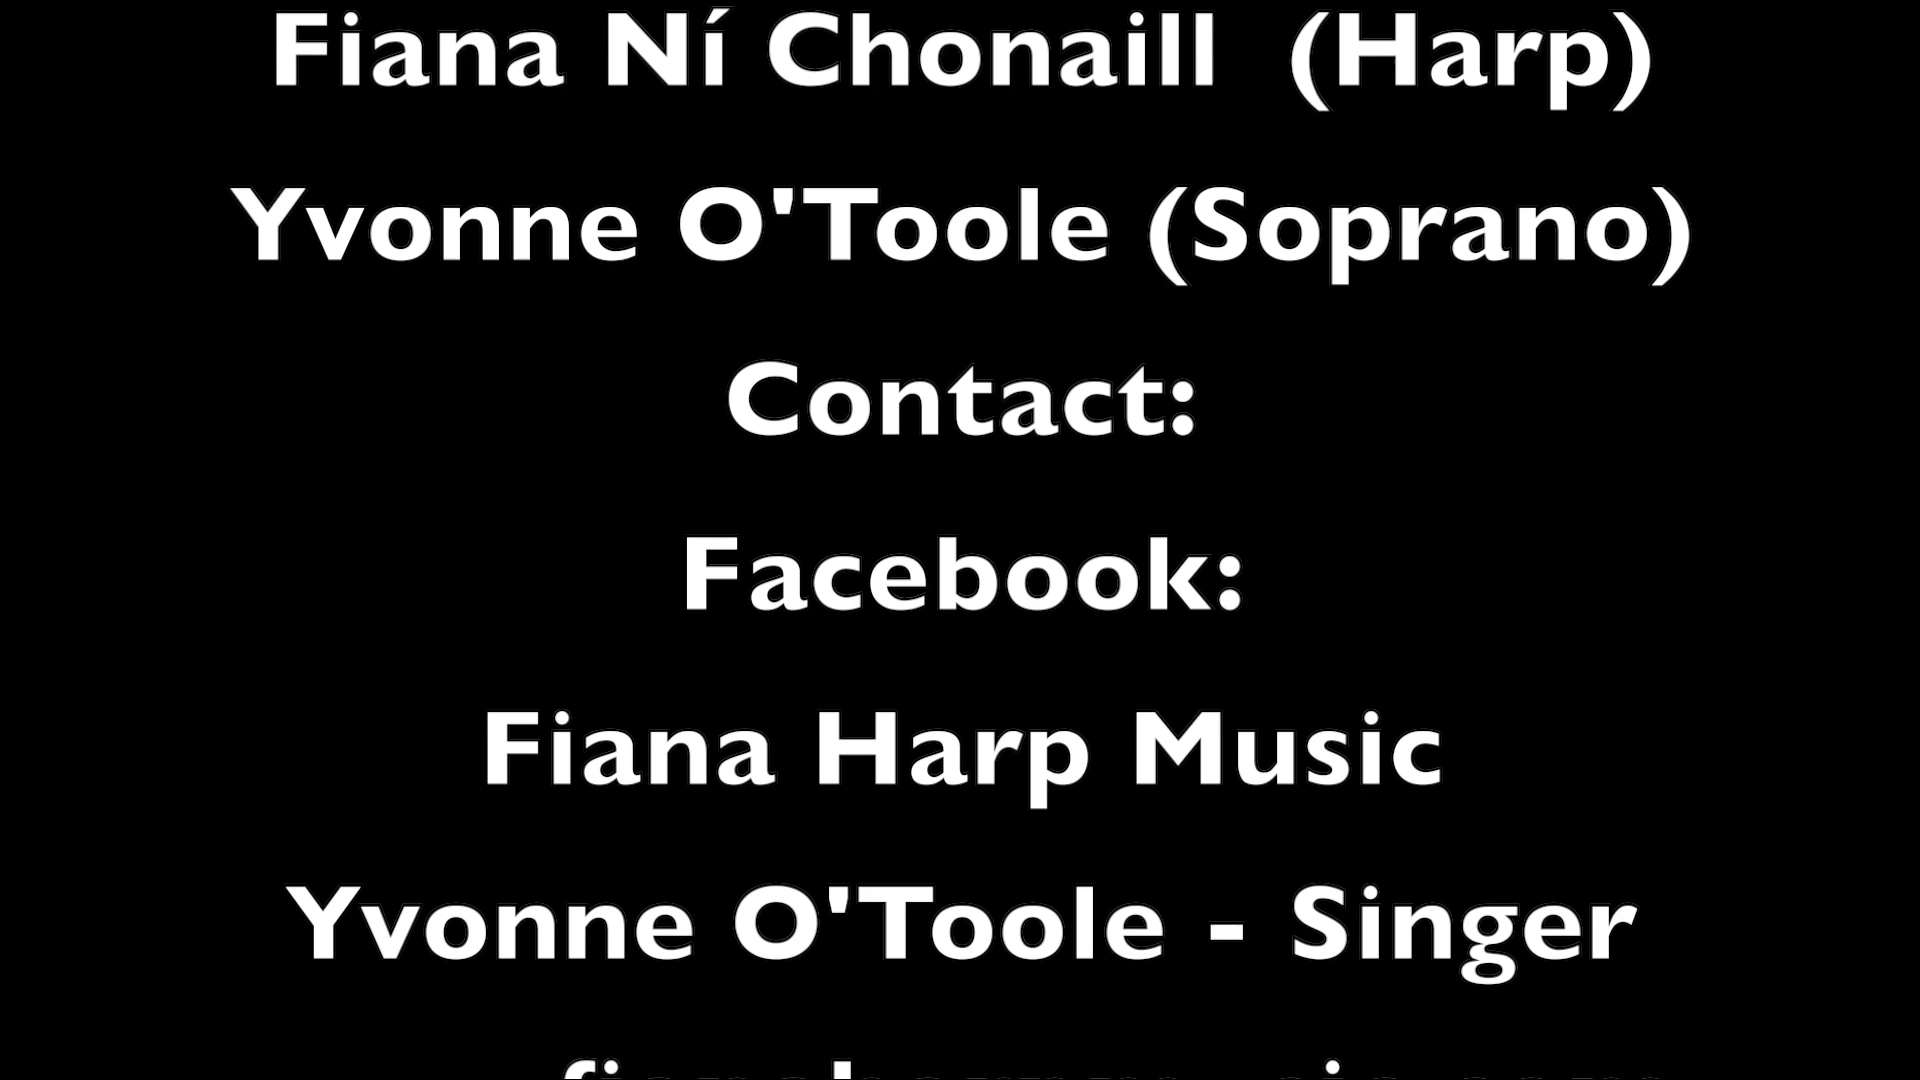 Fiana Ní Chonaill (Harp)
Yvonne O'Toole (Soprano)
Contact:
Facebook:
Fiana Harp Music
Yvonne O'Toole - Singer